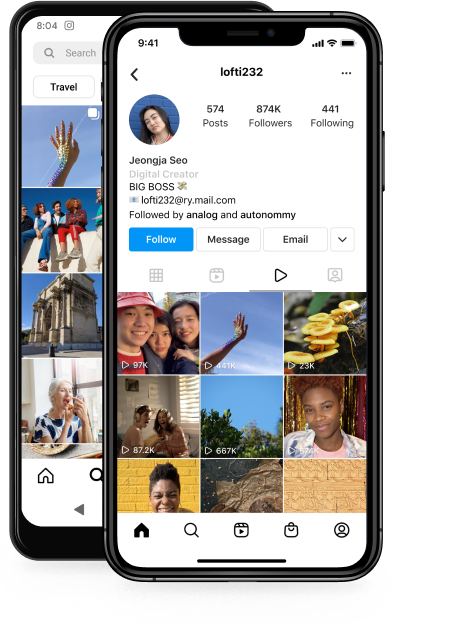 8:04
Search
Travel
9:41
lofti232
574 874K 441
Posts Followers Following
Jeongja Seo
Digital Creator
BIG BOSS
lofti232@ry.mail.com
Followed by analog and autonommy
Follow Message Email
97K 441K 23K
87.2K 667K